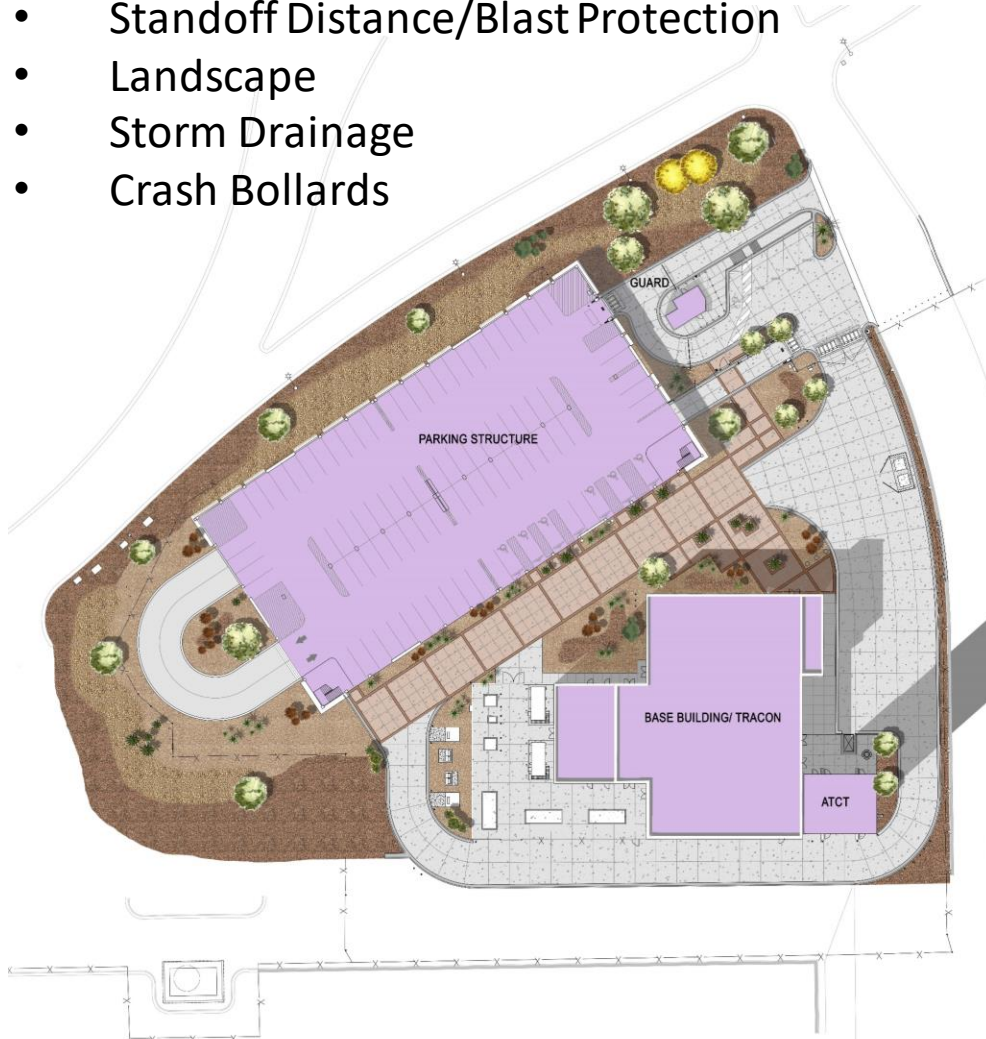 • Standoff Distance/Blast Protection
• Landscape
• Storm Drainage
• Crash Bollards
GUARD
PARKING STRUCTURE
BASE BUILDING/ TRACON
ATCT